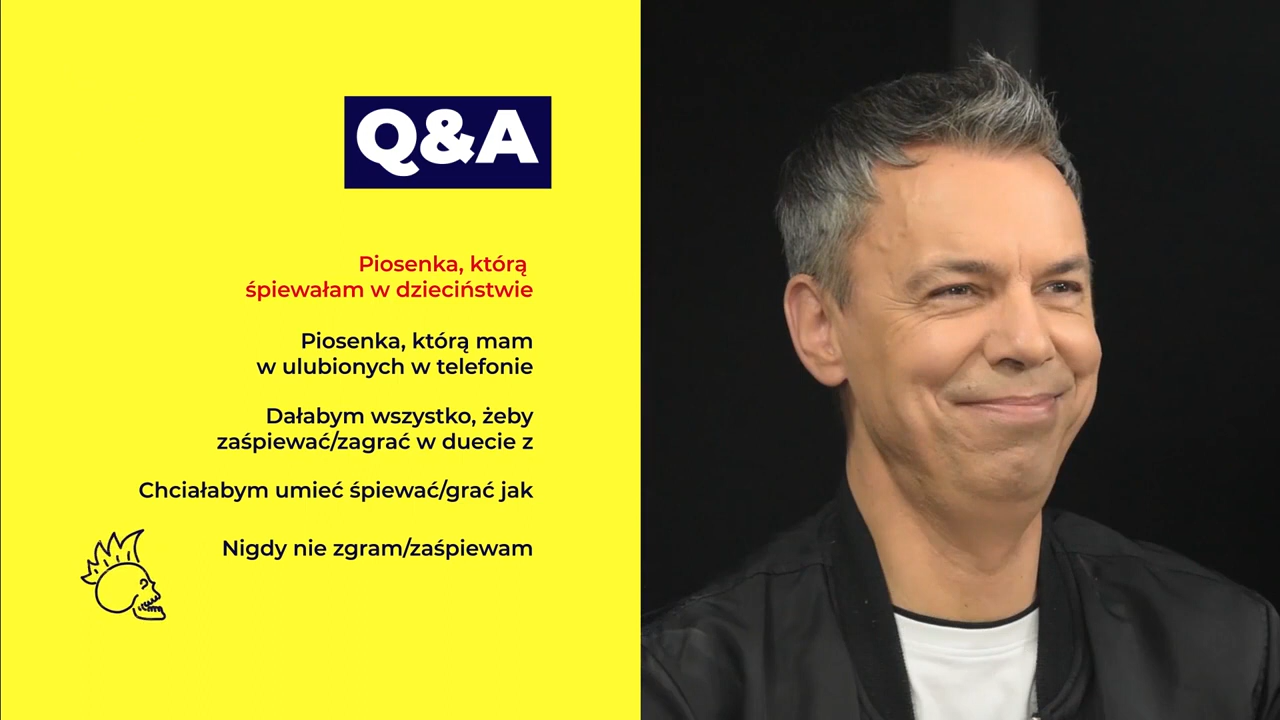 Q&A
Piosenka, którą
śpiewałam w dzieciństwie
Piosenka, którą mam
w ulubionych w telefonie
Dałabym wszystko, żeby
zaśpiewać/zagrać w duecie z
Chciałabym umieć śpiewać/grać jak
Nigdy nie zgram/zaśpiewam